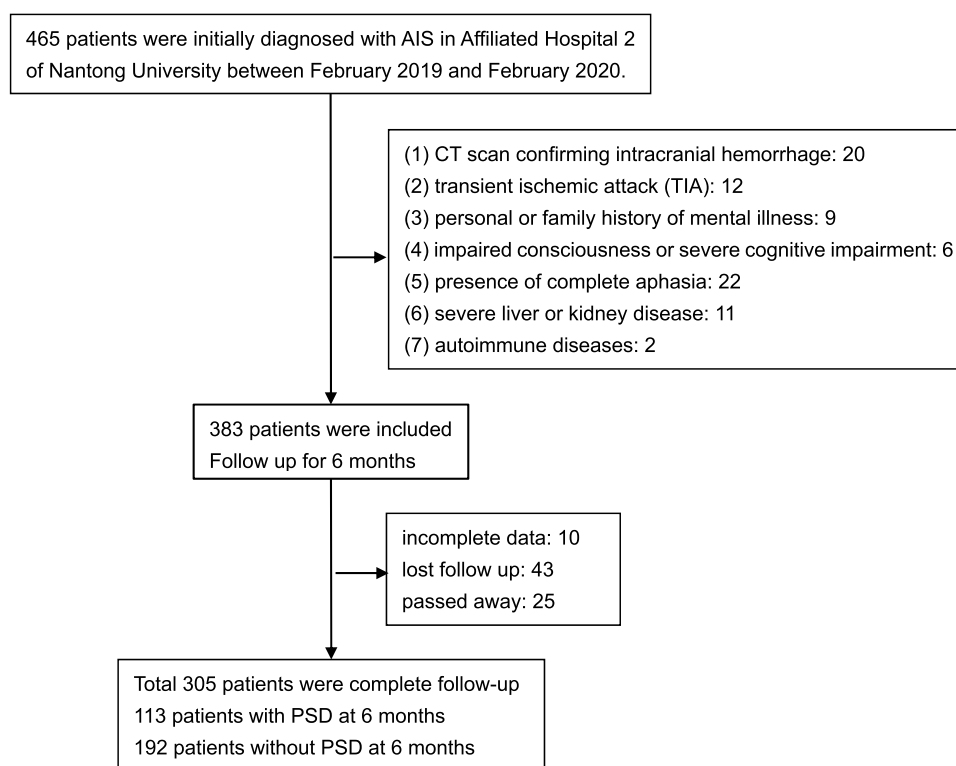 465 patients were initially diagnosed with AIS in Affiliated Hospital 2
of Nantong University between February 2019 and February 2020.
(1) CT scan confirming intracranial hemorrhage: 20
(2) transient ischemic attack (TIA): 12
(3) personal or family history of mental illness: 9
(4) impaired consciousness or severe cognitive impairment: 6
(5) presence of complete aphasia: 22
(6) severe liver or kidney disease: 11
(7) autoimmune diseases: 2
383 patients were included
Follow up for 6 months
incomplete data: 10
lost follow up: 43
passed away: 25
Total 305 patients were complete follow-up
113 patients with PSD at 6 months
192 patients without PSD at 6 months